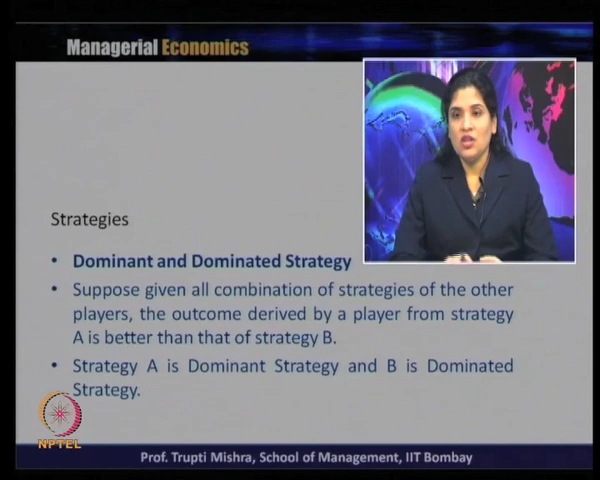 Managerial Economics
Strategies
• Dominant and Dominated Strategy
• Suppose given all combination of strategies of the other
players, the outcome derived by a player from strategy
A is better than that of strategy B.
• Strategy A is Dominant Strategy and B is Dominated
Strategy.
NPTEL
Prof. Trupti Mishra, School of Management, IIT Bombay